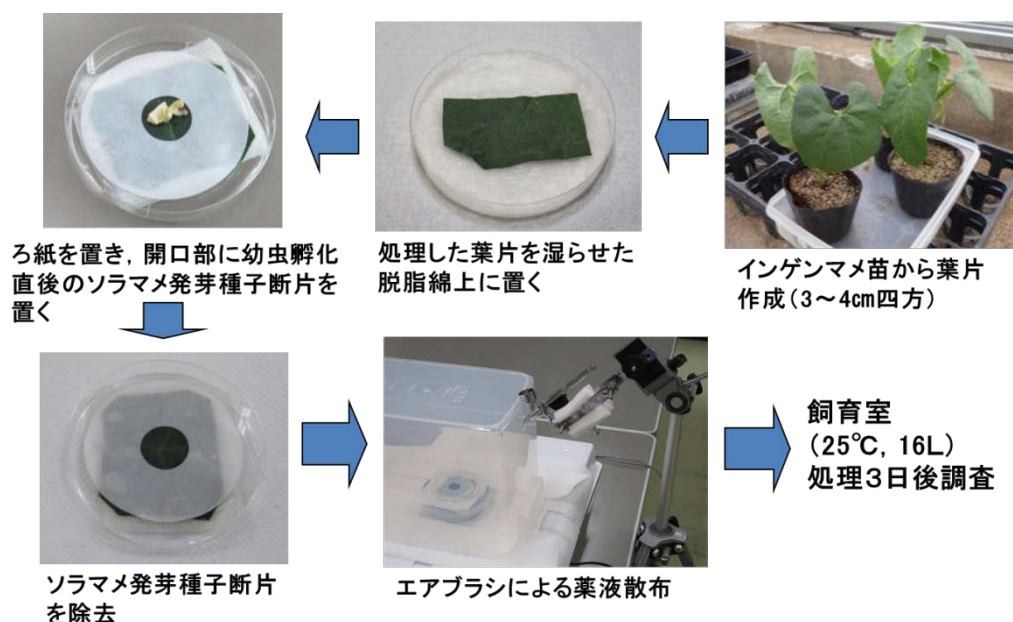 インゲンマメ苗から葉片
作成（3～4㎝四方）
処理した葉片を湿らせた
脱脂綿上に置く
ろ紙を置き，開口部に幼虫孵化
直後のソラマメ発芽種子断片を
置く
ソラマメ発芽種子断片
を除去
エアブラシによる薬液散布
飼育室
（25℃，16L）
処理３日後調査